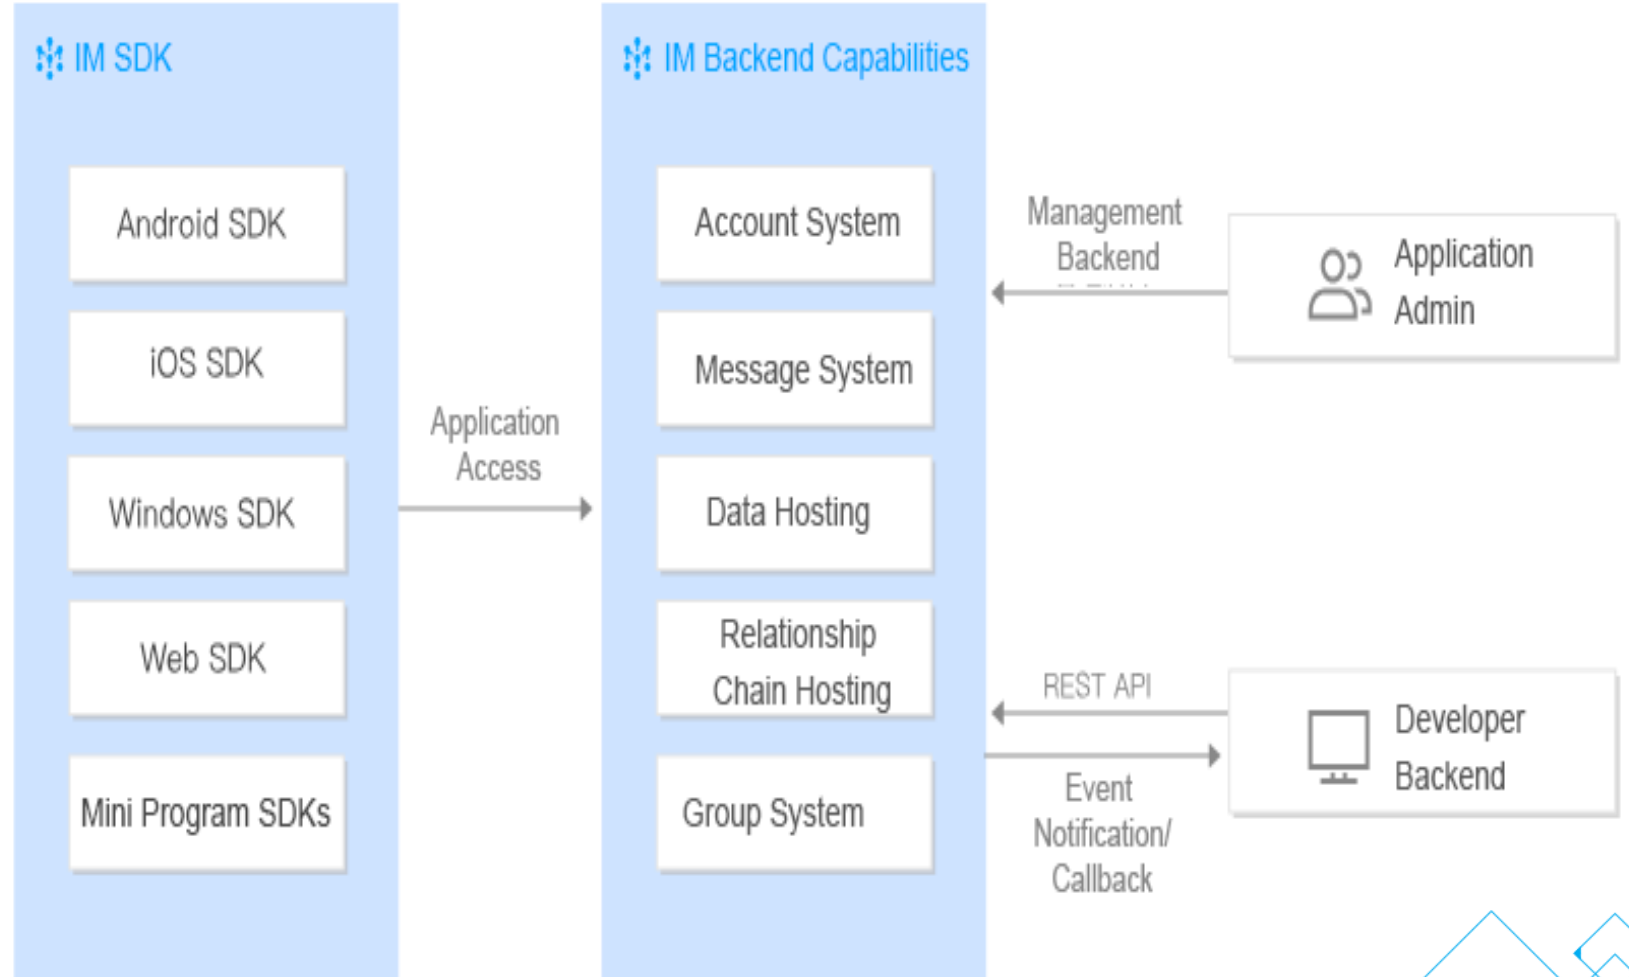 IM SDK
Android SDK
iOS SDK
Windows SDK
Web SDK
Mini Program SDKs
Application
Access
IM Backend Capabilities
Account System
Message System
Data Hosting
Relationship
Chain Hosting
Group System
Management
Backend
Application
Admin
REST API
Event
Notification/
Callback
Developer
Backend